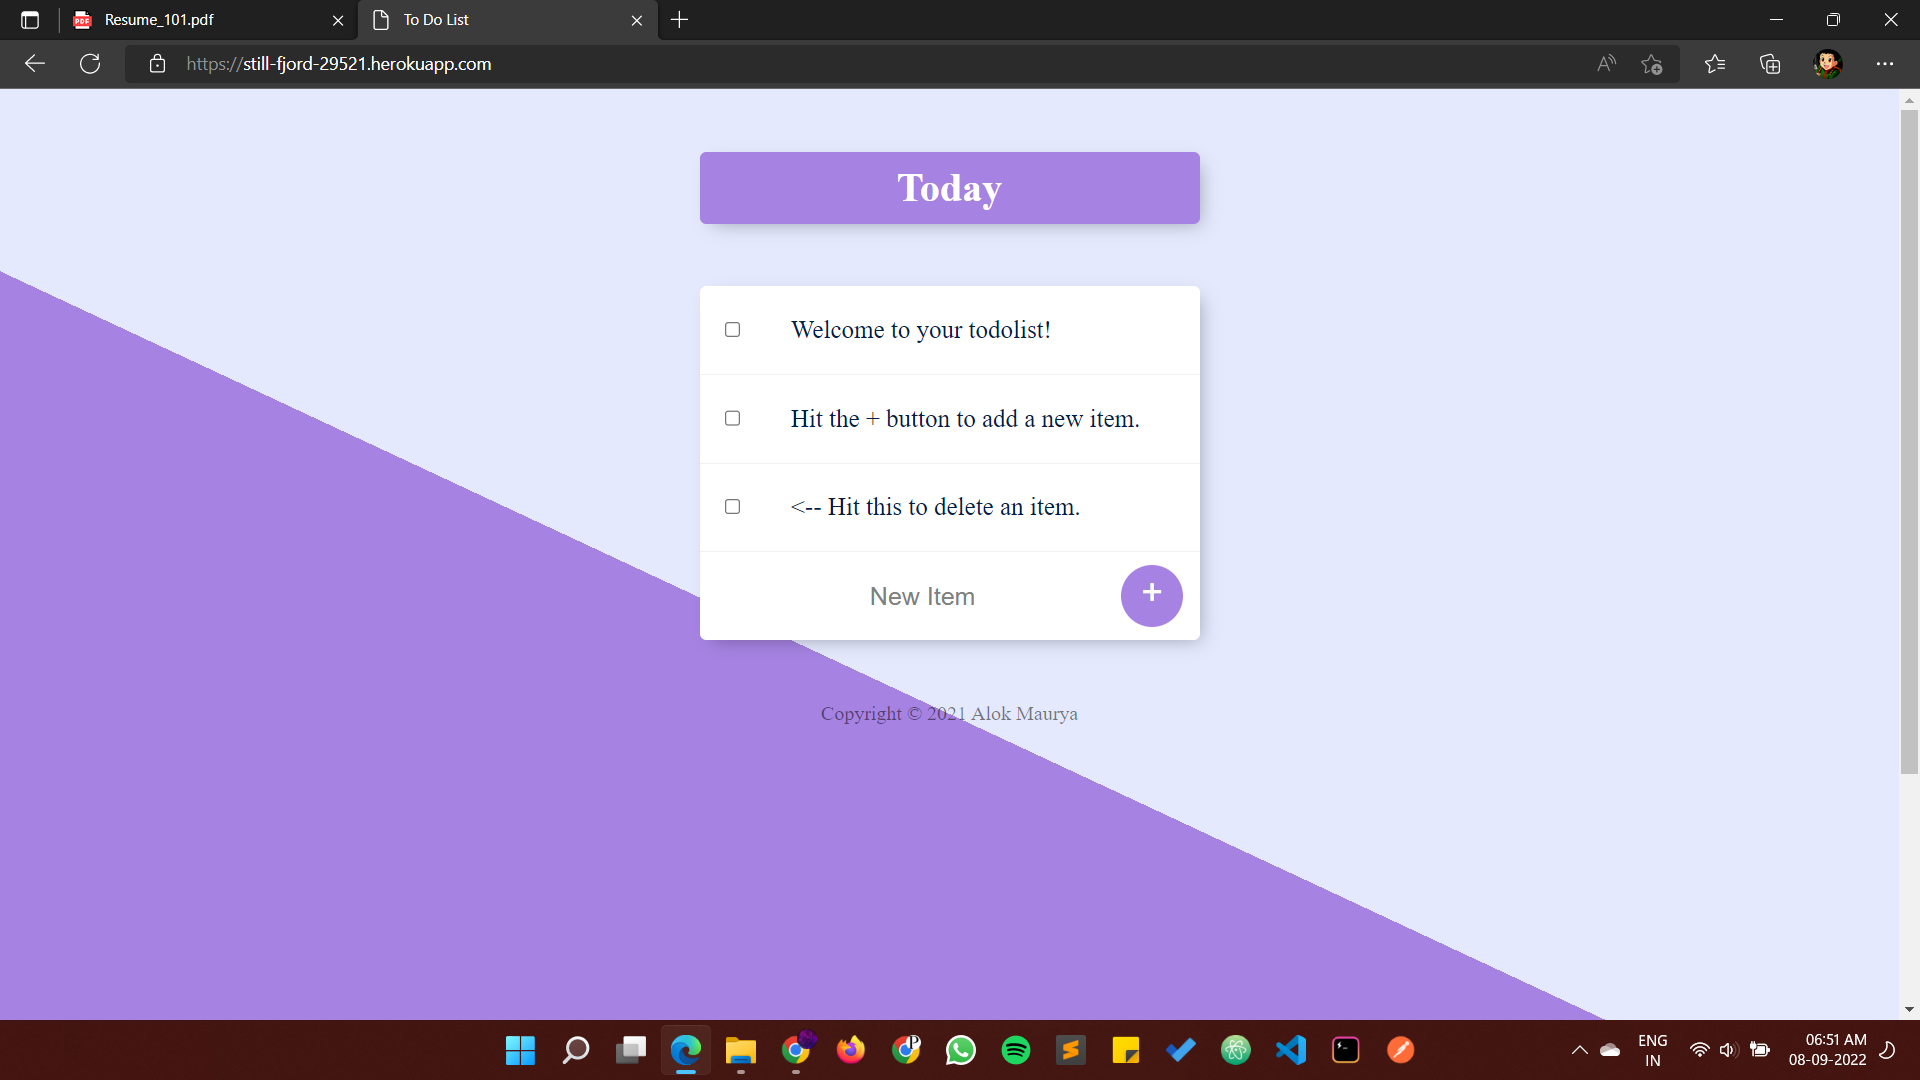 Resume_101.pdf
To Do List
https://still-fjord-29521.herokuapp.com
Today
Welcome to your todolist!
Hit the + button to add a new item.
<-- Hit this to delete an item.
New Item
+
Copyright © 2021 Alok Maurya
ENG
IN
06:51 AM
08-09-2022